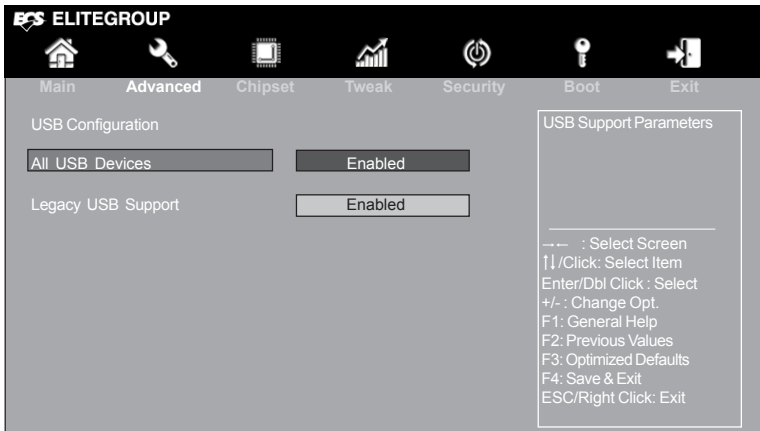 ECS ELITEGROUP
Main Advanced Chipset Tweak Security Boot Exit
USB Configuration
All USB Devices Enabled
Legacy USB Support Enabled
USB Support Parameters
→← : Select Screen
↑↓/Click: Select Item
Enter/Dbl Click : Select
+/- : Change Opt.
F1: General Help
F2: Previous Values
F3: Optimized Defaults
F4: Save & Exit
ESC/Right Click: Exit